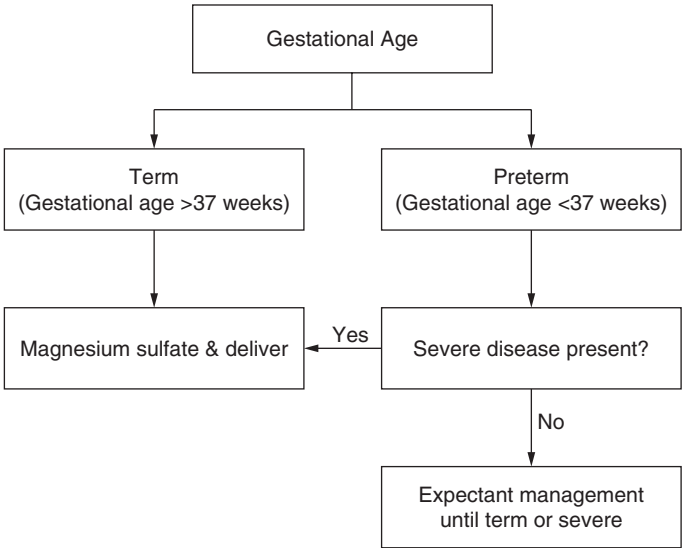 Gestational Age
Term
(Gestational age >37 weeks)
Preterm
(Gestational age <37 weeks)
Magnesium sulfate & deliver
Yes
Severe disease present?
No
Expectant management
until term or severe